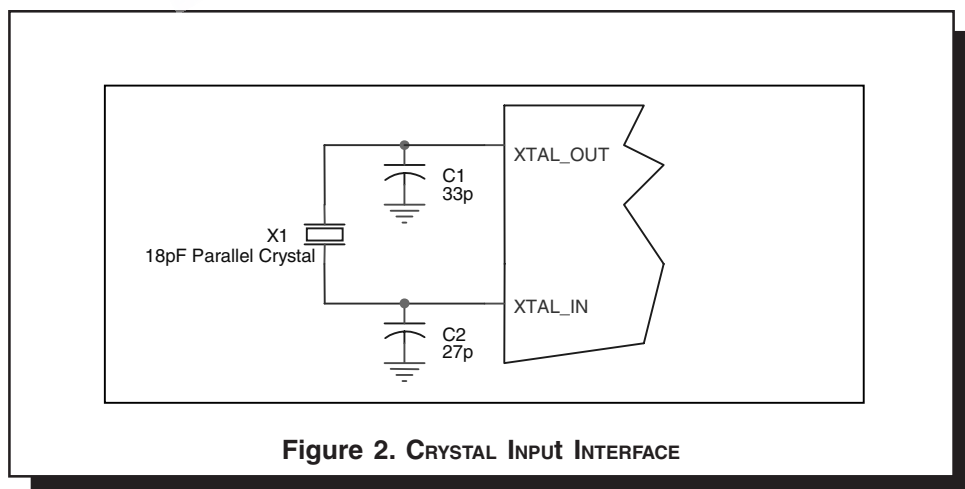 XTAL_OUT
C1
33p
X1
18pF Parallel Crystal
XTAL_IN
C2
27p
Figure 2. CRYSTAL INPUt INTERFACE